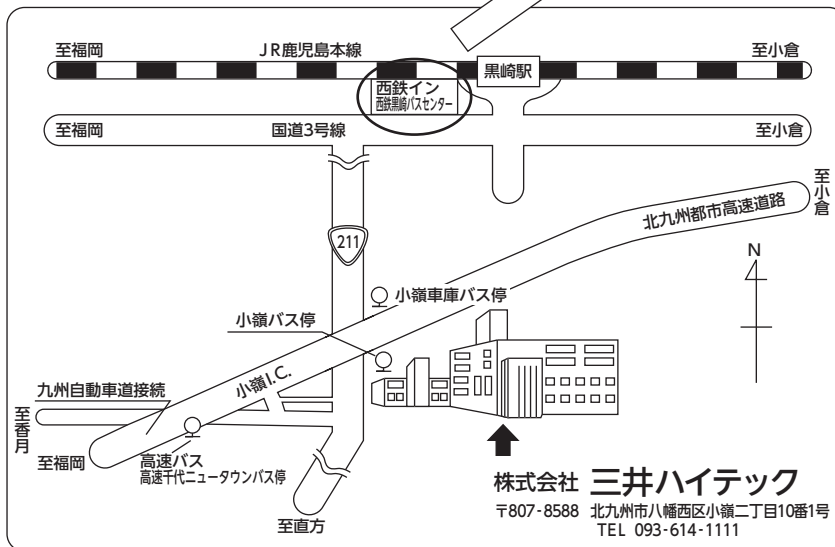 至福岡
JR鹿児島本線
黒崎駅
至小倉
西鉄イン
西鉄黒崎バスセンター
至福岡
国道3号線
至小倉
至小倉
北九州都市高速道路
211
N
小嶺車庫バス停
小嶺バス停
小嶺I.C.
九州自動車道接続
至香月
至福岡
高速バス
高速千代ニュータウンバス停
至直方
株式会社 三井ハイテック
〒807-8588 北九州市八幡西区小嶺二丁目10番1号
TEL 093-614-1111